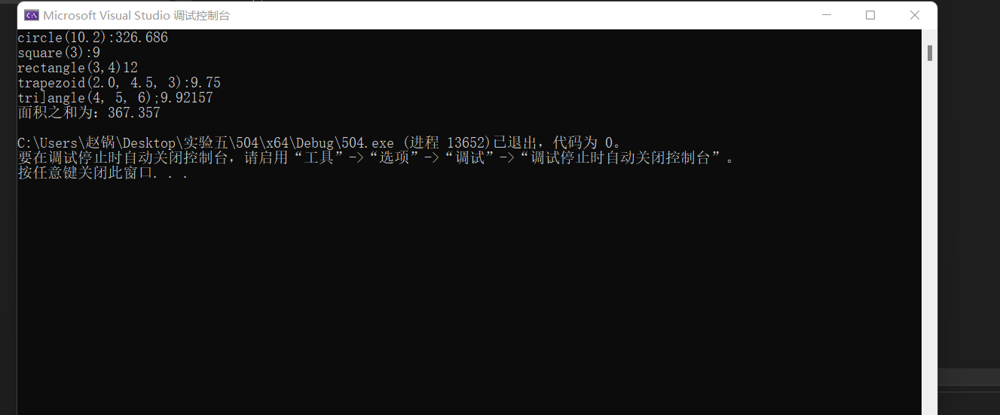 Microsoft Visual Studio 调试控制台
circle(10.2):326.686
square(3):9
rectangle(3,4)12
trapezoid(2.0, 4.5, 3):9.75
tri]angle(4, 5, 6);9.92157
面积之和为：367.357
C:\Users\赵锅\Desktop\实验五\504\x64\Debug\504.exe (进程 13652)已退出，代码为 0。
要在调试停止时自动关闭控制台，请启用“工具”->“选项”->“调试”->“调试停止时自动关闭控制台”。
按任意键关闭此窗口. . .